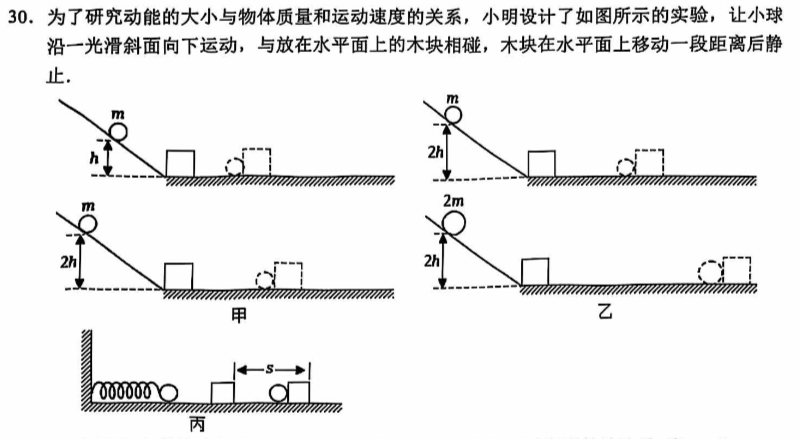 30. 为了研究动能的大小与物体质量和运动速度的关系，小明设计了如图所示的实验，让小球
沿一光滑斜面向下运动，与放在水平面上的木块相碰，木块在水平面上移动一段距离后静
止．
m
h
m
2h
m
2h
甲
2m
2h
乙
s
丙